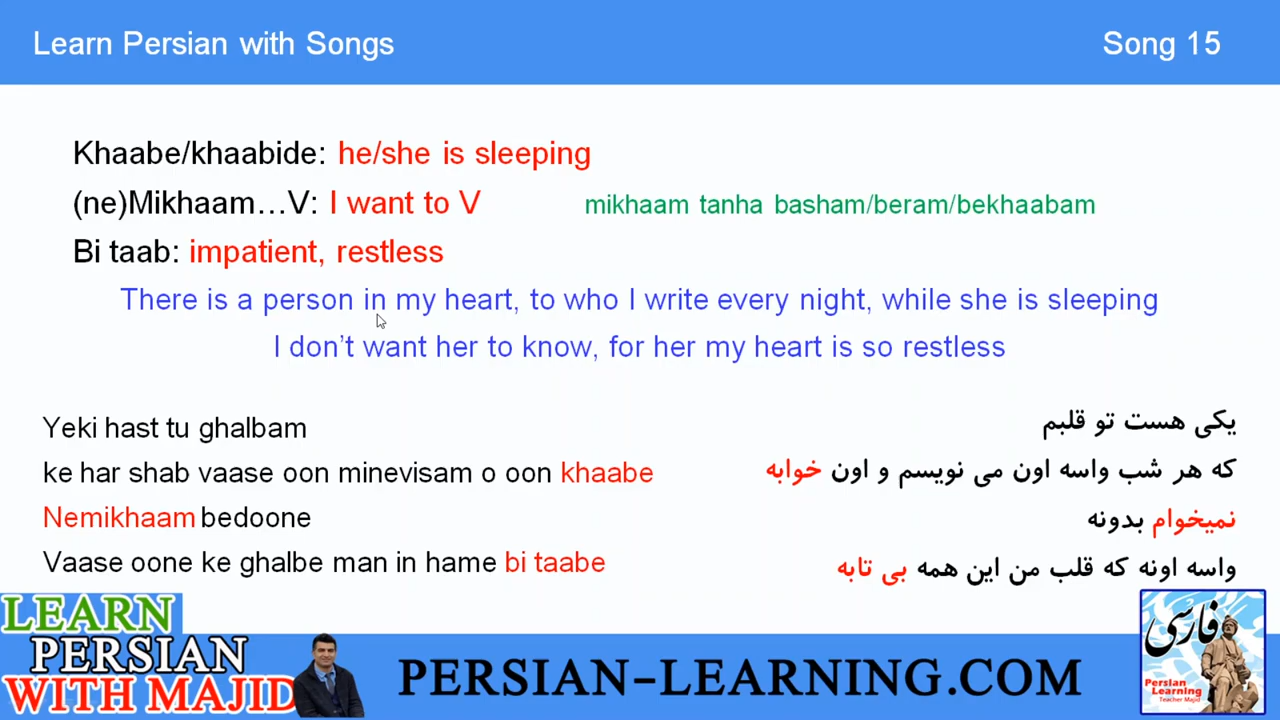 Learn Persian with Songs
Song 15
Khaabe/khaabide: he/she is sleeping
(ne)Mikhaam…V: I want to V
mikhaam tanha basham/beram/bekhaabam
Bi taab: impatient, restless
There is a person in my heart, to who I write every night, while she is sleeping
I don’t want her to know, for her my heart is so restless
Yeki hast tu ghalbam
ke har shab vaase oon minevisam o oon khaabe
Nemikhaam bedoone
Vaase oone ke ghalbe man in hame bi taabe
یکی هست تو قلبم
که هر شب واسه اون می نویسم و اون خوابه
نمیخوام بدونه
واسه اونه که قلب من این همه بی تابه
LEARN
PERSIAN
WITH MAJID
PERSIAN-LEARNING.COM
فارسی
Persian
Learning
Teacher Majid